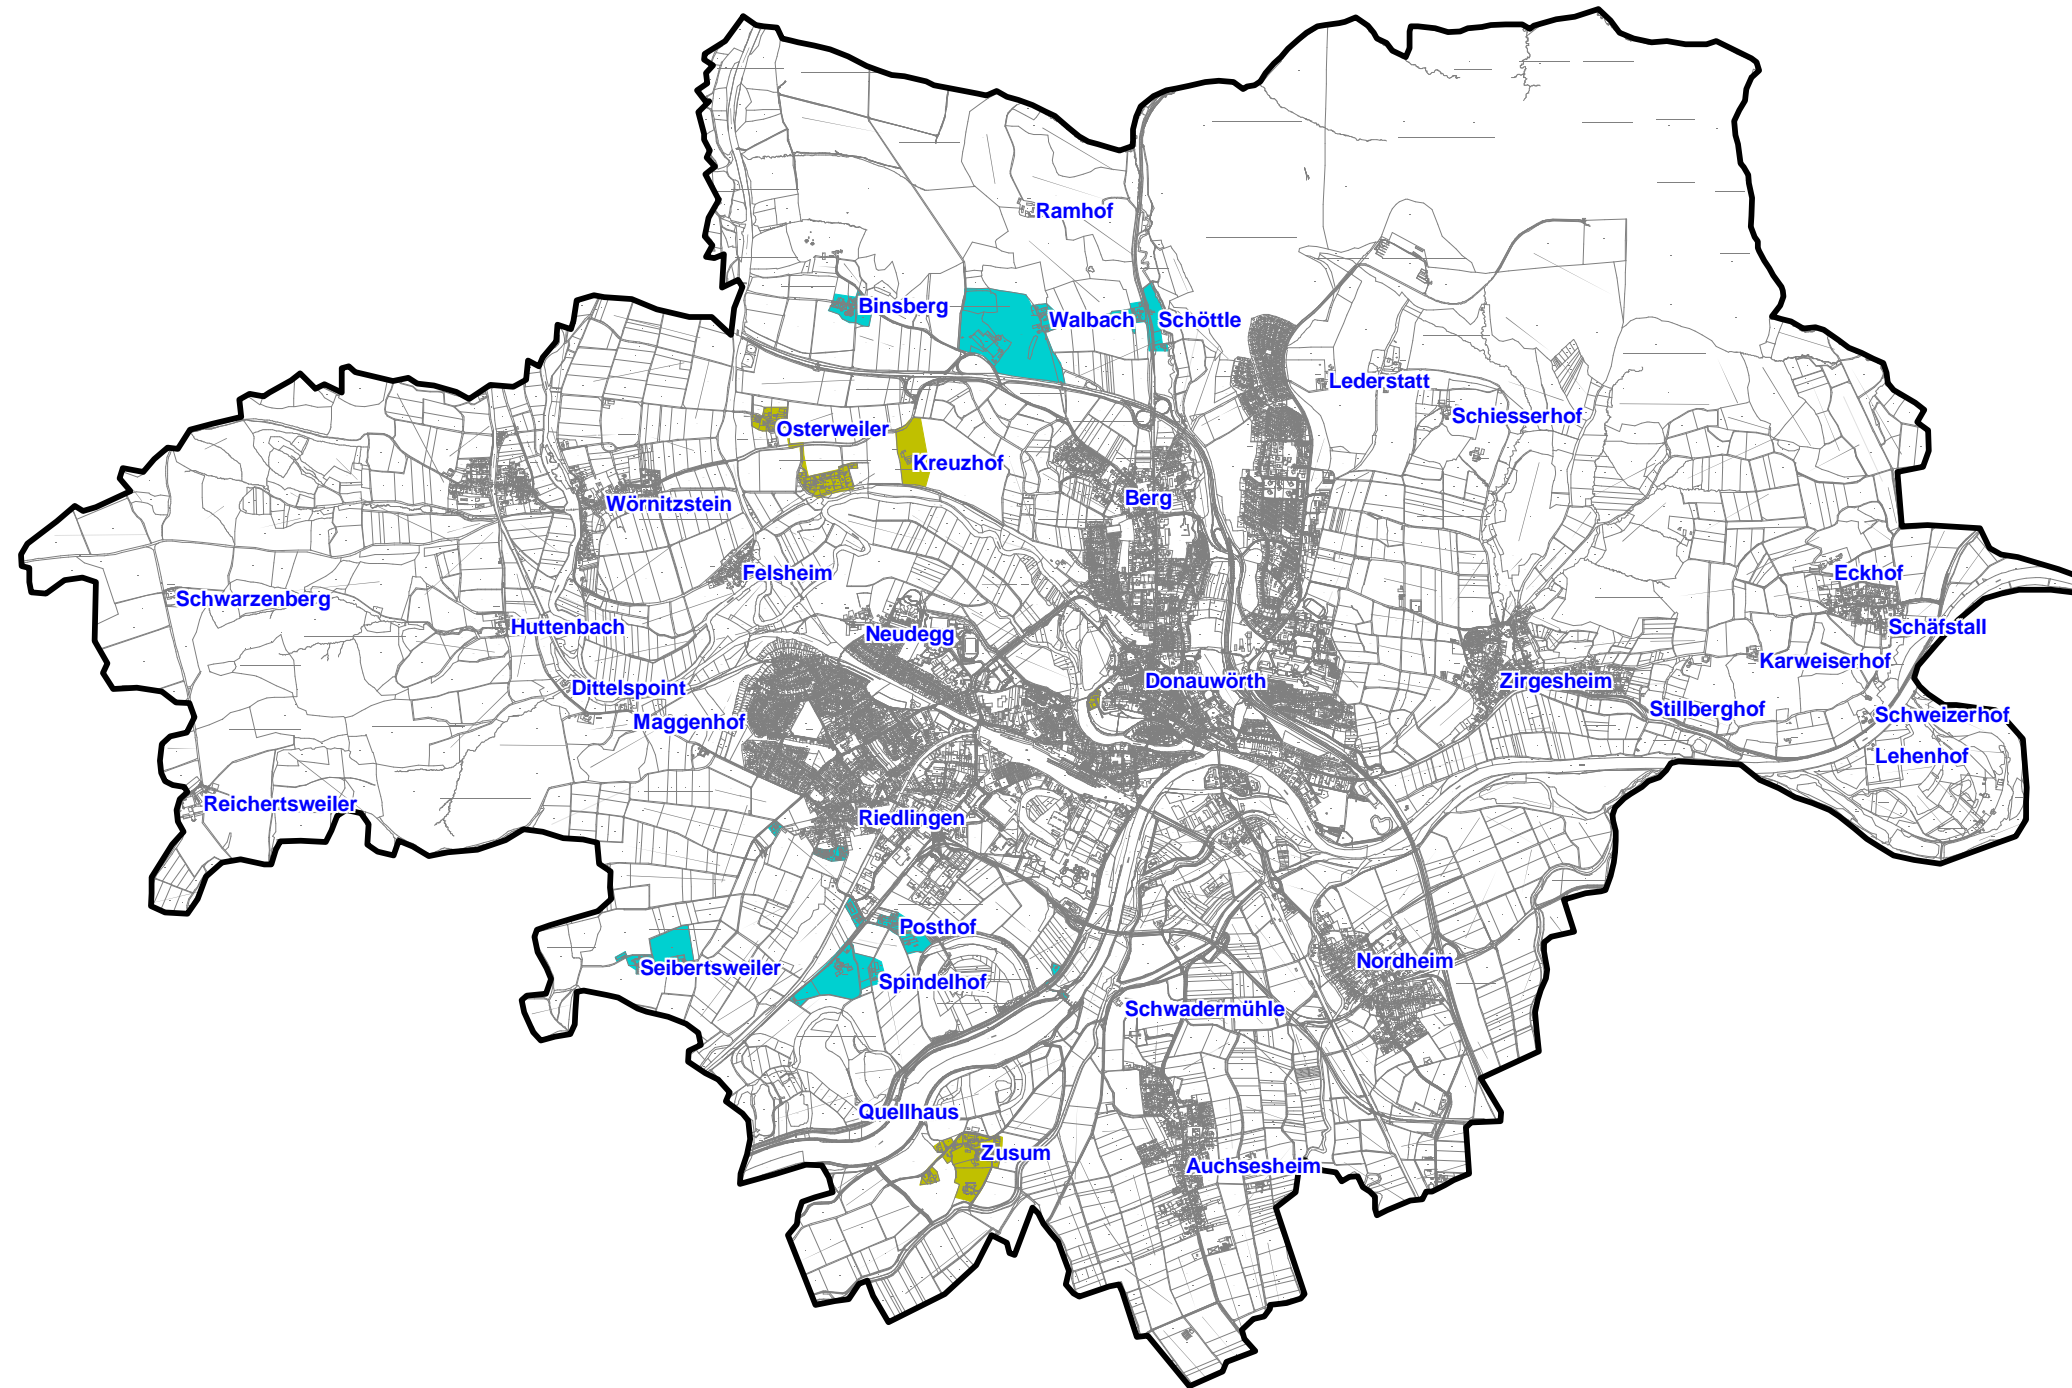 Ramhof
Binsberg
Walbach
Schöttle
Lederstatt
Schiesserhof
Osterweiler
Kreuzhof
Berg
Wörnitzstein
Felsheim
Eckhof
Schwarzenberg
Huttenbach
Neudegg
Schäfstall
Karweiserhof
Dittelspoint
Donauwörth
Zirgesheim
Stillberghof
Maggenhof
Schweizerhof
Lehenhof
Reichertsweiler
Riedlingen
Posthof
Nordheim
Seibertsweiler
Spindelhof
Schwadermühle
Quellhaus
Zusum
Auchsesheim